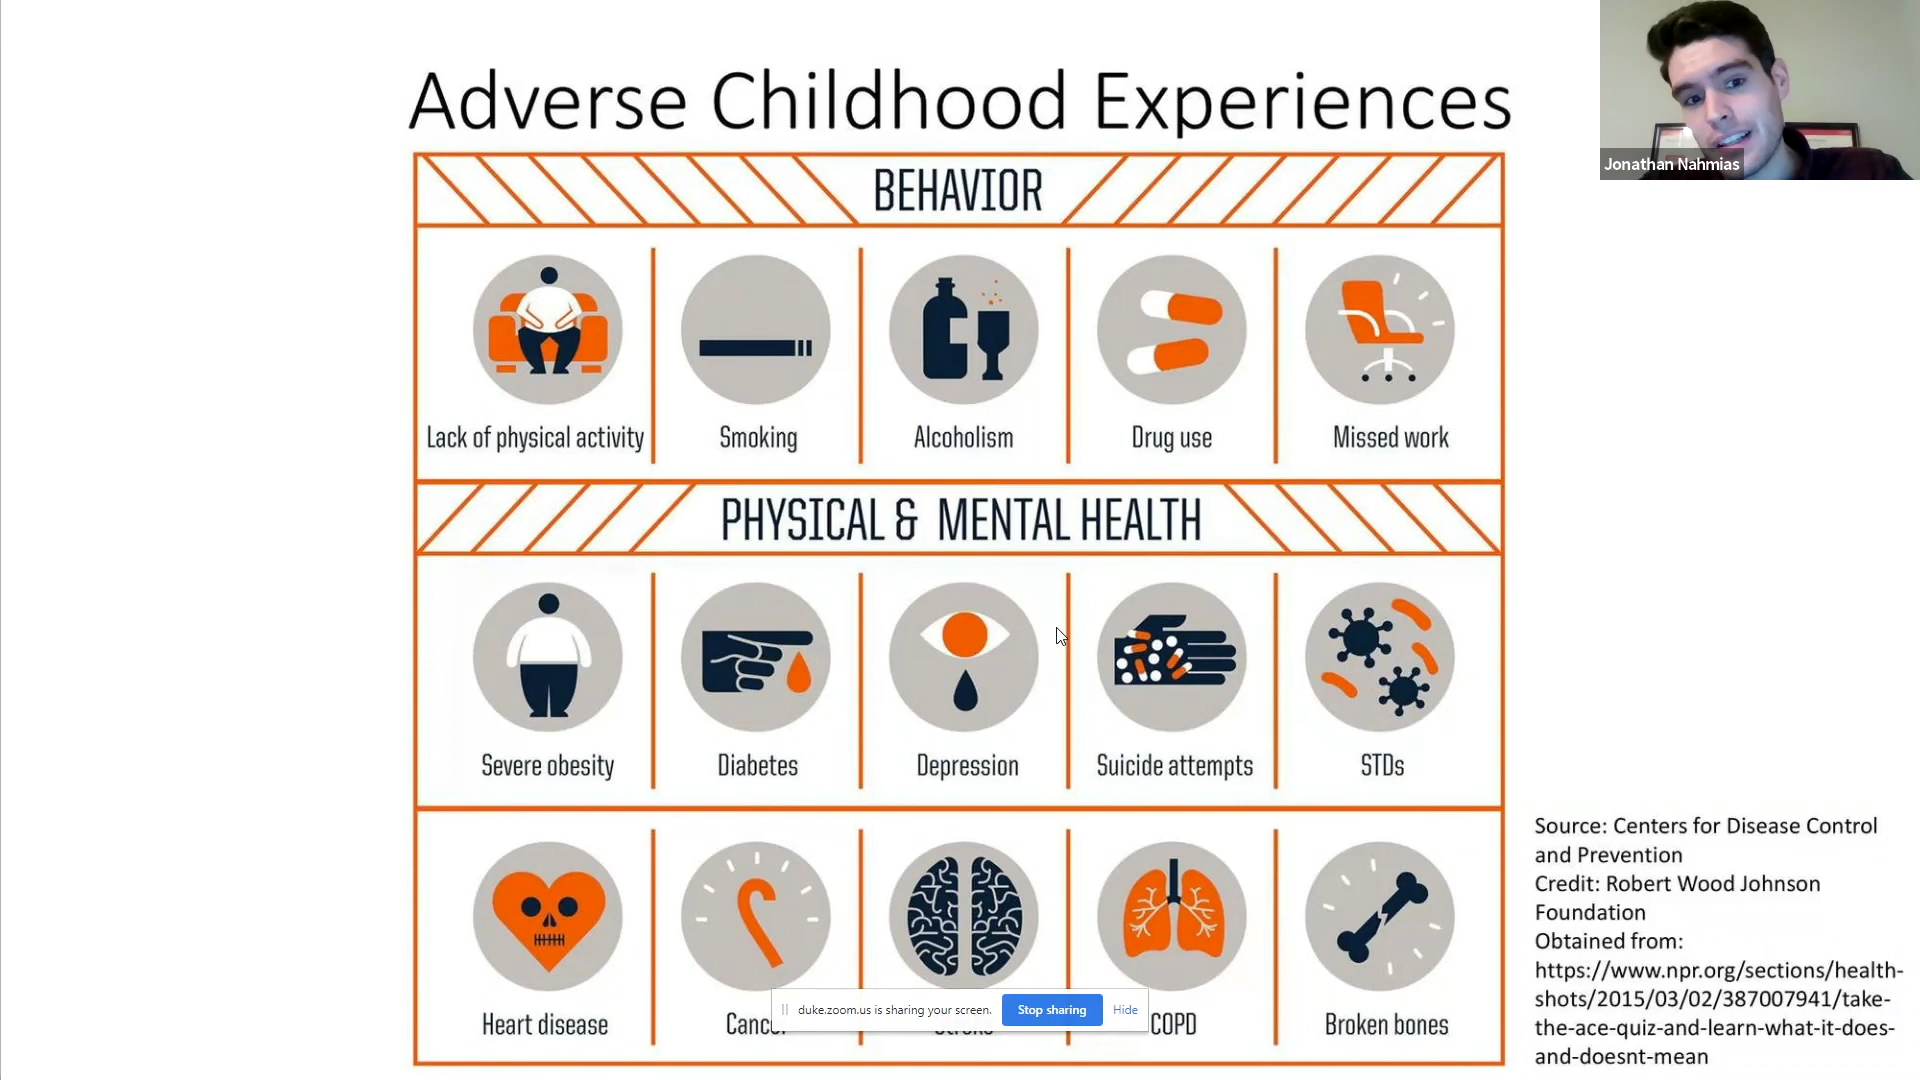 Adverse Childhood Experiences
Jonathan Nahmias
BEHAVIOR
Lack of physical activity
Smoking
Alcoholism
Drug use
Missed work
PHYSICAL & MENTAL HEALTH
Severe obesity
Diabetes
Depression
Suicide attempts
STDs
Heart disease
Cancer
Stroke
COPD
Broken bones
duke.zoom.us is sharing your screen.
Stop sharing
Hide
Source: Centers for Disease Control
and Prevention
Credit: Robert Wood Johnson
Foundation
Obtained from:
https://www.npr.org/sections/health-
shots/2015/03/02/387007941/take-
the-ace-quiz-and-learn-what-it-does-
and-doesnt-mean